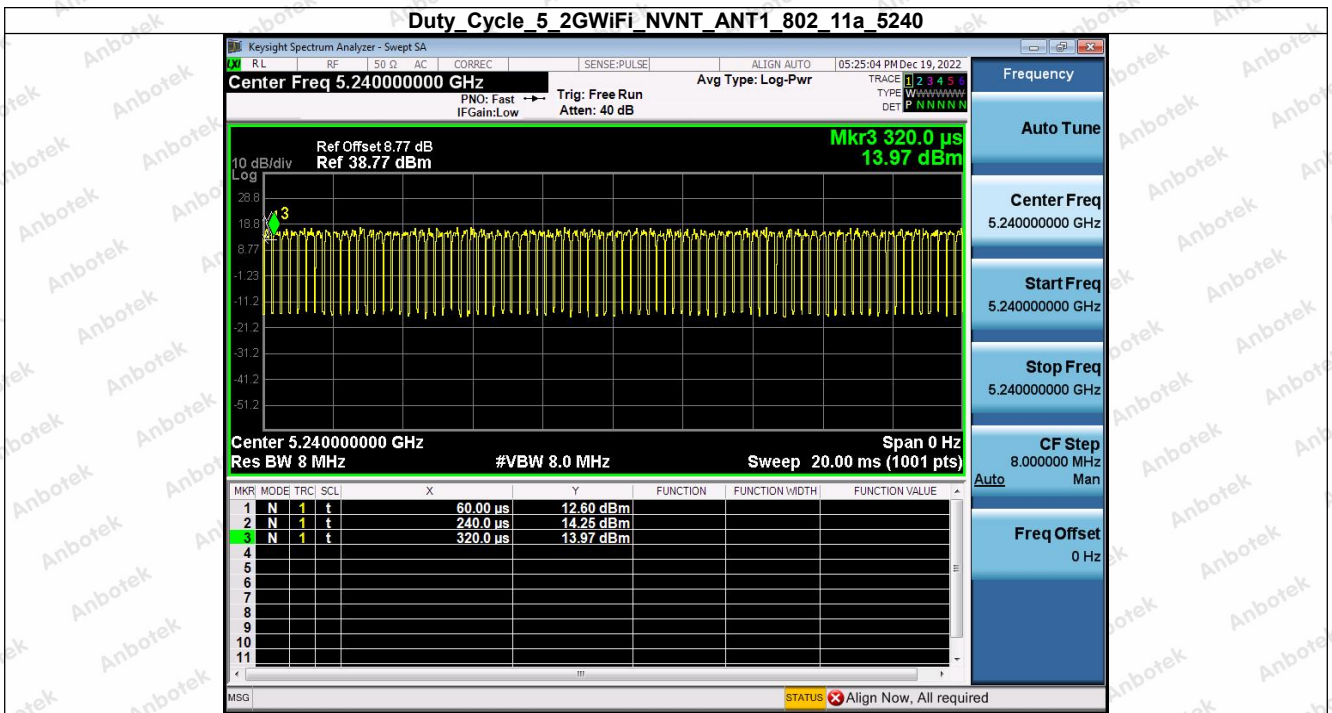 Duty_Cycle_5_2GWiFi_NVNT_ANT1_802_11a_5240
Keysight Spectrum Analyzer - Swept SA
LXI RL RF 50 Ω AC CORREC SENSE:PULSE ALIGN AUTO 05:25:04 PM Dec 19, 2022
Center Freq 5.240000000 GHz
PNO: Fast
IFGain:Low
Trig: Free Run
Atten: 40 dB
Avg Type: Log-Pwr
TRACE 1 2 3 4 5 6
TYPE WWWWWW
DET P N N N N N
Frequency
Mkr3 320.0 µs
13.97 dBm
Ref Offset 8.77 dB
10 dB/div Ref 38.77 dBm
Log
28.8
18.8
8.77
-1.23
-11.2
-21.2
-31.2
-41.2
-51.2
3
Center 5.240000000 GHz Span 0 Hz
Res BW 8 MHz #VBW 8.0 MHz Sweep 20.00 ms (1001 pts)
MKR MODE TRC SCL X Y FUNCTION FUNCTION WIDTH FUNCTION VALUE
1 N 1 t 60.00 µs 12.60 dBm
2 N 1 t 240.0 µs 14.25 dBm
3 N 1 t 320.0 µs 13.97 dBm
4
5
6
7
8
9
10
11
MSG STATUS Align Now, All required
Auto Tune
Center Freq
5.240000000 GHz
Start Freq
5.240000000 GHz
Stop Freq
5.240000000 GHz
CF Step
8.000000 MHz
Auto Man
Freq Offset
0 Hz
Anbotek